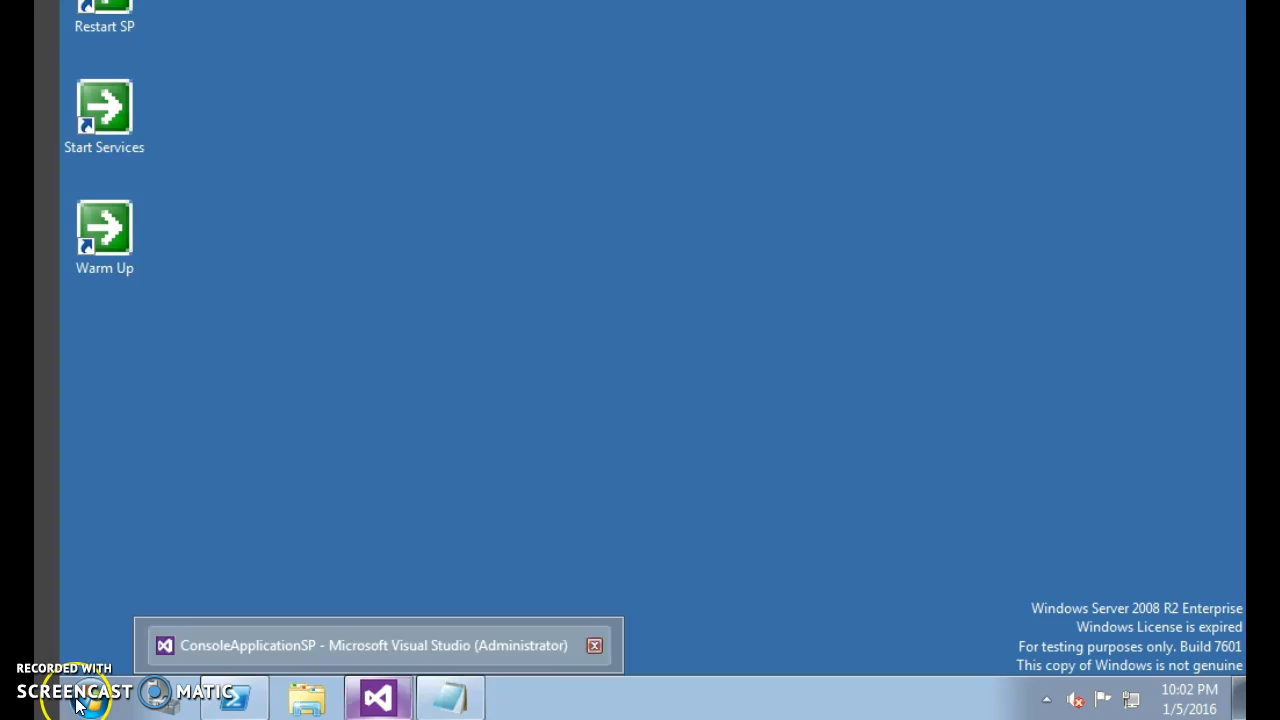 Restart SP
Start Services
Warm Up
Windows Server 2008 R2 Enterprise
Windows License is expired
For testing purposes only. Build 7601
This copy of Windows is not genuine
ConsoleApplicationSP - Microsoft Visual Studio (Administrator)
RECORDED WITH
SCREENCAST MATIC
10:02 PM
1/5/2016